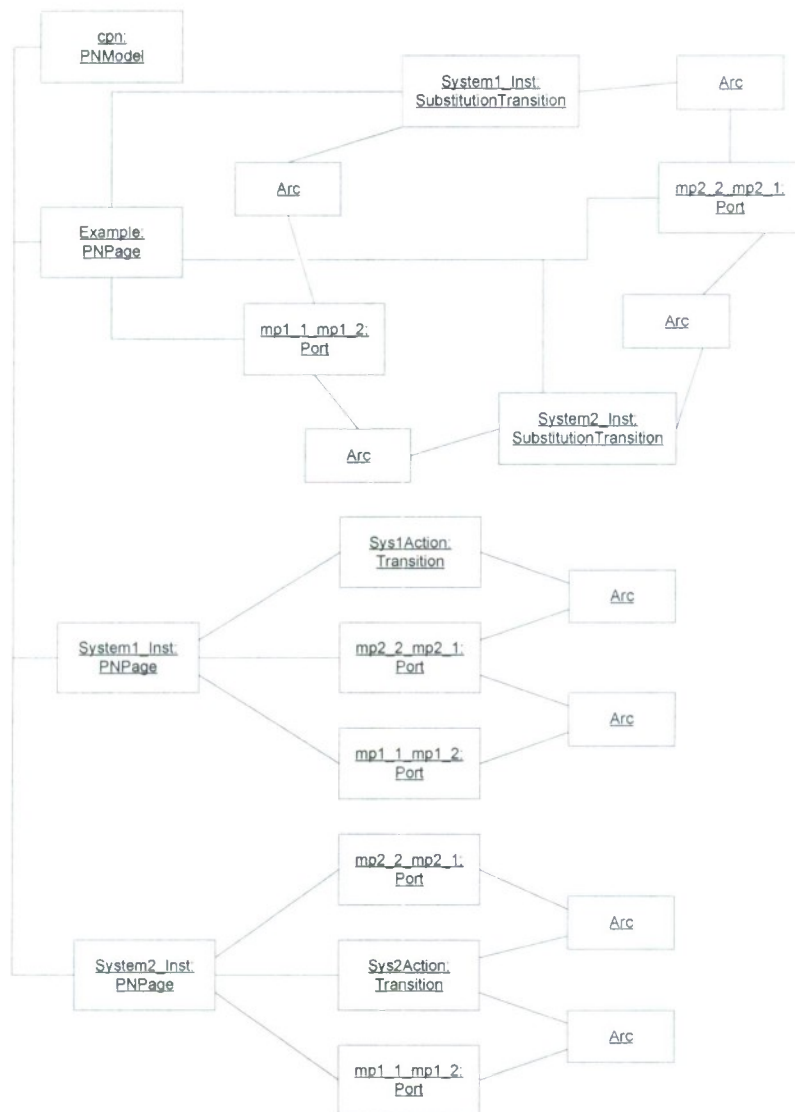 cpn:
PNModel
System1_Inst:
SubstitutionTransition
Arc
Arc
mp2_2_mp2_1:
Port
Example:
PNPage
mp1_1_mp1_2:
Port
Arc
System2_Inst:
SubstitutionTransition
Arc
Sys1Action:
Transition
Arc
System1_Inst:
PNPage
mp2_2_mp2_1:
Port
Arc
mp1_1_mp1_2:
Port
mp2_2_mp2_1:
Port
Arc
System2_Inst:
PNPage
Sys2Action:
Transition
Arc
mp1_1_mp1_2:
Port